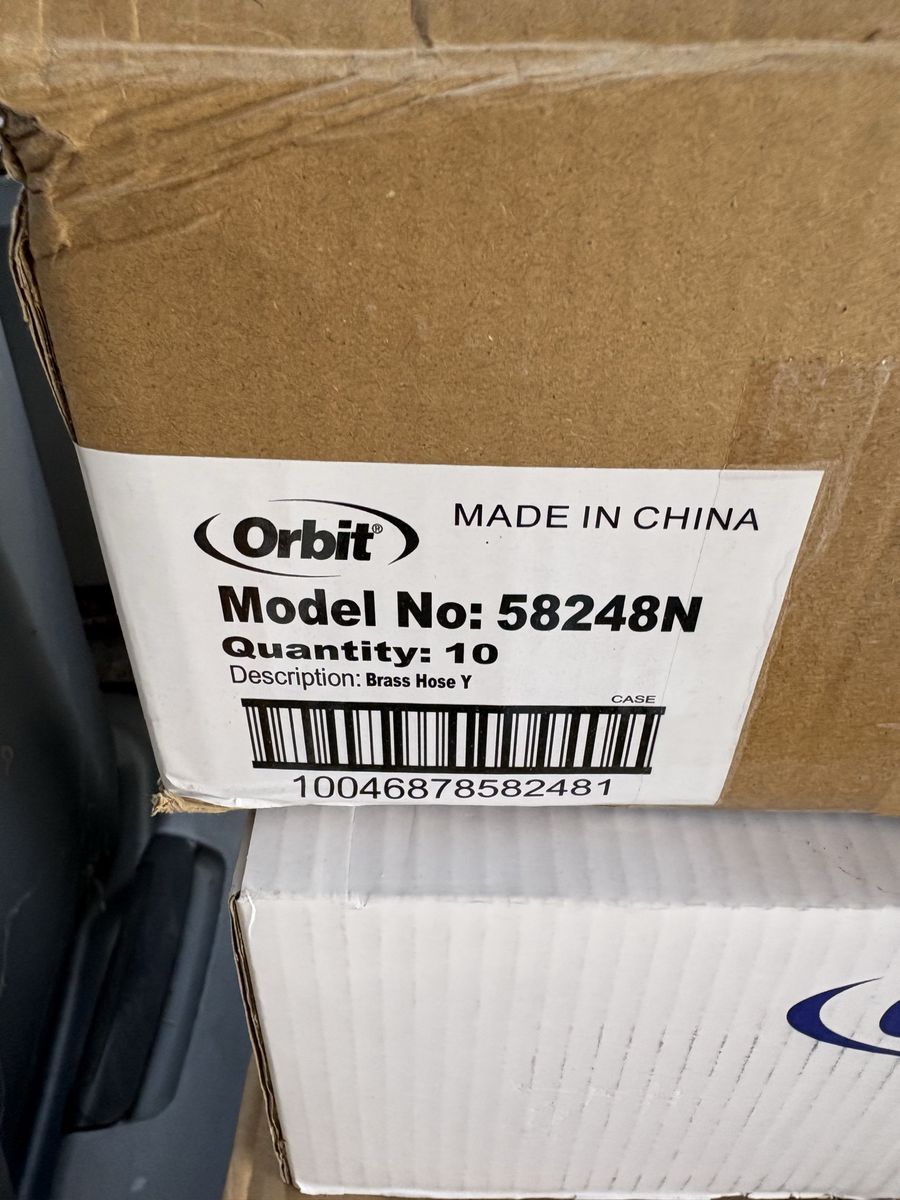 Orbit®
MADE IN CHINA
Model No: 58248N
Quantity: 10
Description: Brass Hose Y
CASE
10046878582481